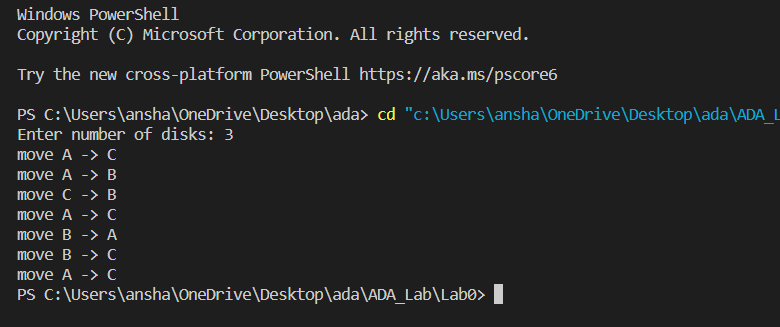 Windows PowerShell
Copyright (C) Microsoft Corporation. All rights reserved.
Try the new cross-platform PowerShell https://aka.ms/pscore6
PS C:\Users\ansha\OneDrive\Desktop\ada> cd "c:\Users\ansha\OneDrive\Desktop\ada\ADA_L
Enter number of disks: 3
move A -> C
move A -> B
move C -> B
move A -> C
move B -> A
move B -> C
move A -> C
PS C:\Users\ansha\OneDrive\Desktop\ada\ADA_Lab\Lab0>